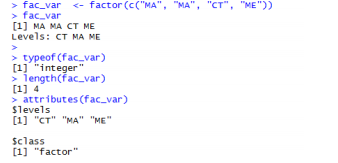 > fac_var  <- factor(c("MA", "MA", "CT", "ME"))
> fac_var
[1] MA MA CT ME
Levels: CT MA ME
>
> typeof(fac_var)
[1] "integer"
> length(fac_var)
[1] 4
> attributes(fac_var)
$levels
[1] "CT" "MA" "ME"

$class
[1] "factor"